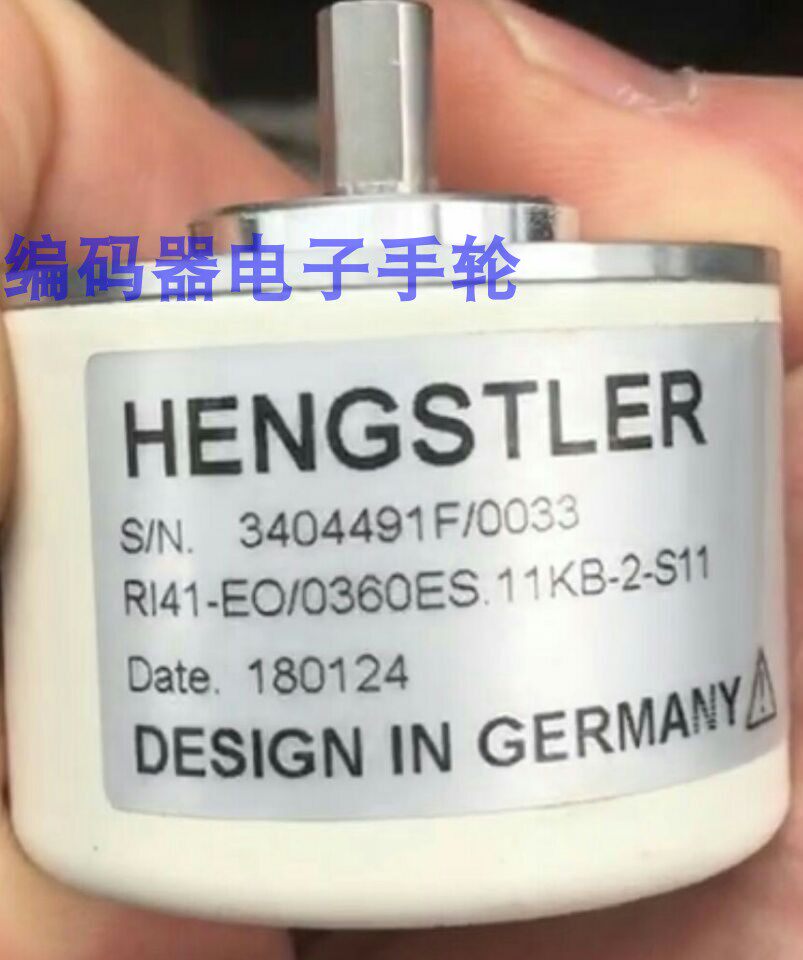 编码器电子手轮
HENGSTLER
S/N. 3404491F/0033
RI41-EO/0360ES.11KB-2-S11
Date. 180124
DESIGN IN GERMANY